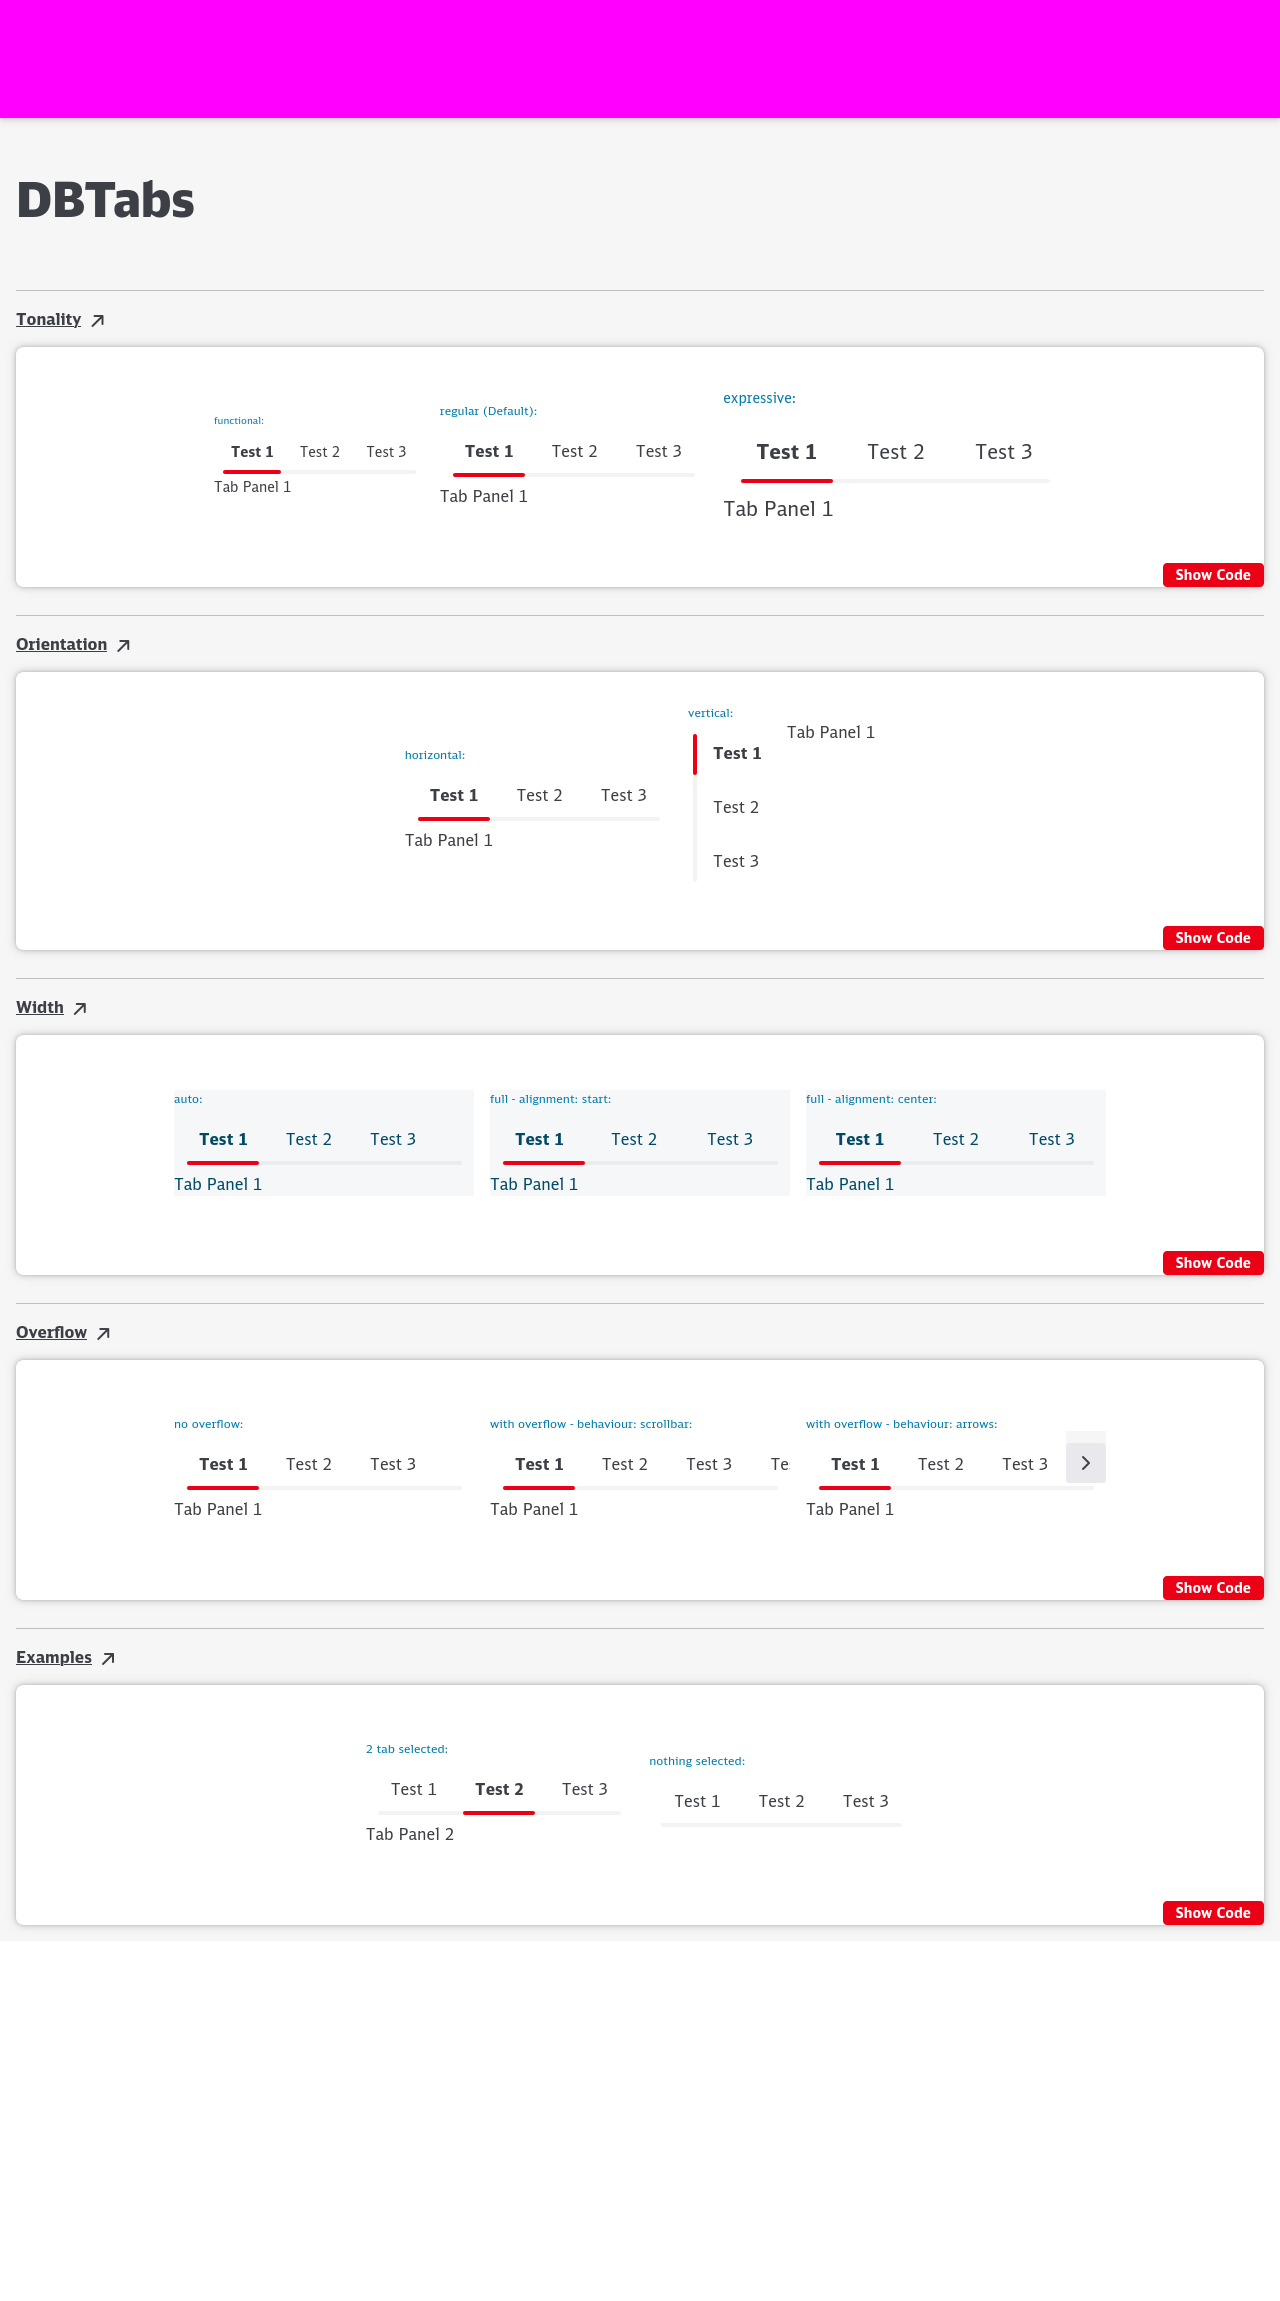 DBTabs
Tonality
functional:
Test 1 Test 2 Test 3
Tab Panel 1
regular (Default):
Test 1 Test 2 Test 3
Tab Panel 1
expressive:
Test 1 Test 2 Test 3
Tab Panel 1
Show Code
Orientation
horizontal:
Test 1 Test 2 Test 3
Tab Panel 1
vertical:
Test 1
Test 2
Test 3
Tab Panel 1
Show Code
Width
auto:
Test 1 Test 2 Test 3
Tab Panel 1
full - alignment: start:
Test 1 Test 2 Test 3
Tab Panel 1
full - alignment: center:
Test 1 Test 2 Test 3
Tab Panel 1
Show Code
Overflow
no overflow:
Test 1 Test 2 Test 3
Tab Panel 1
with overflow - behaviour: scrollbar:
Test 1 Test 2 Test 3 Te
Tab Panel 1
with overflow - behaviour: arrows:
Test 1 Test 2 Test 3
Tab Panel 1
Show Code
Examples
2 tab selected:
Test 1 Test 2 Test 3
Tab Panel 2
nothing selected:
Test 1 Test 2 Test 3
Show Code